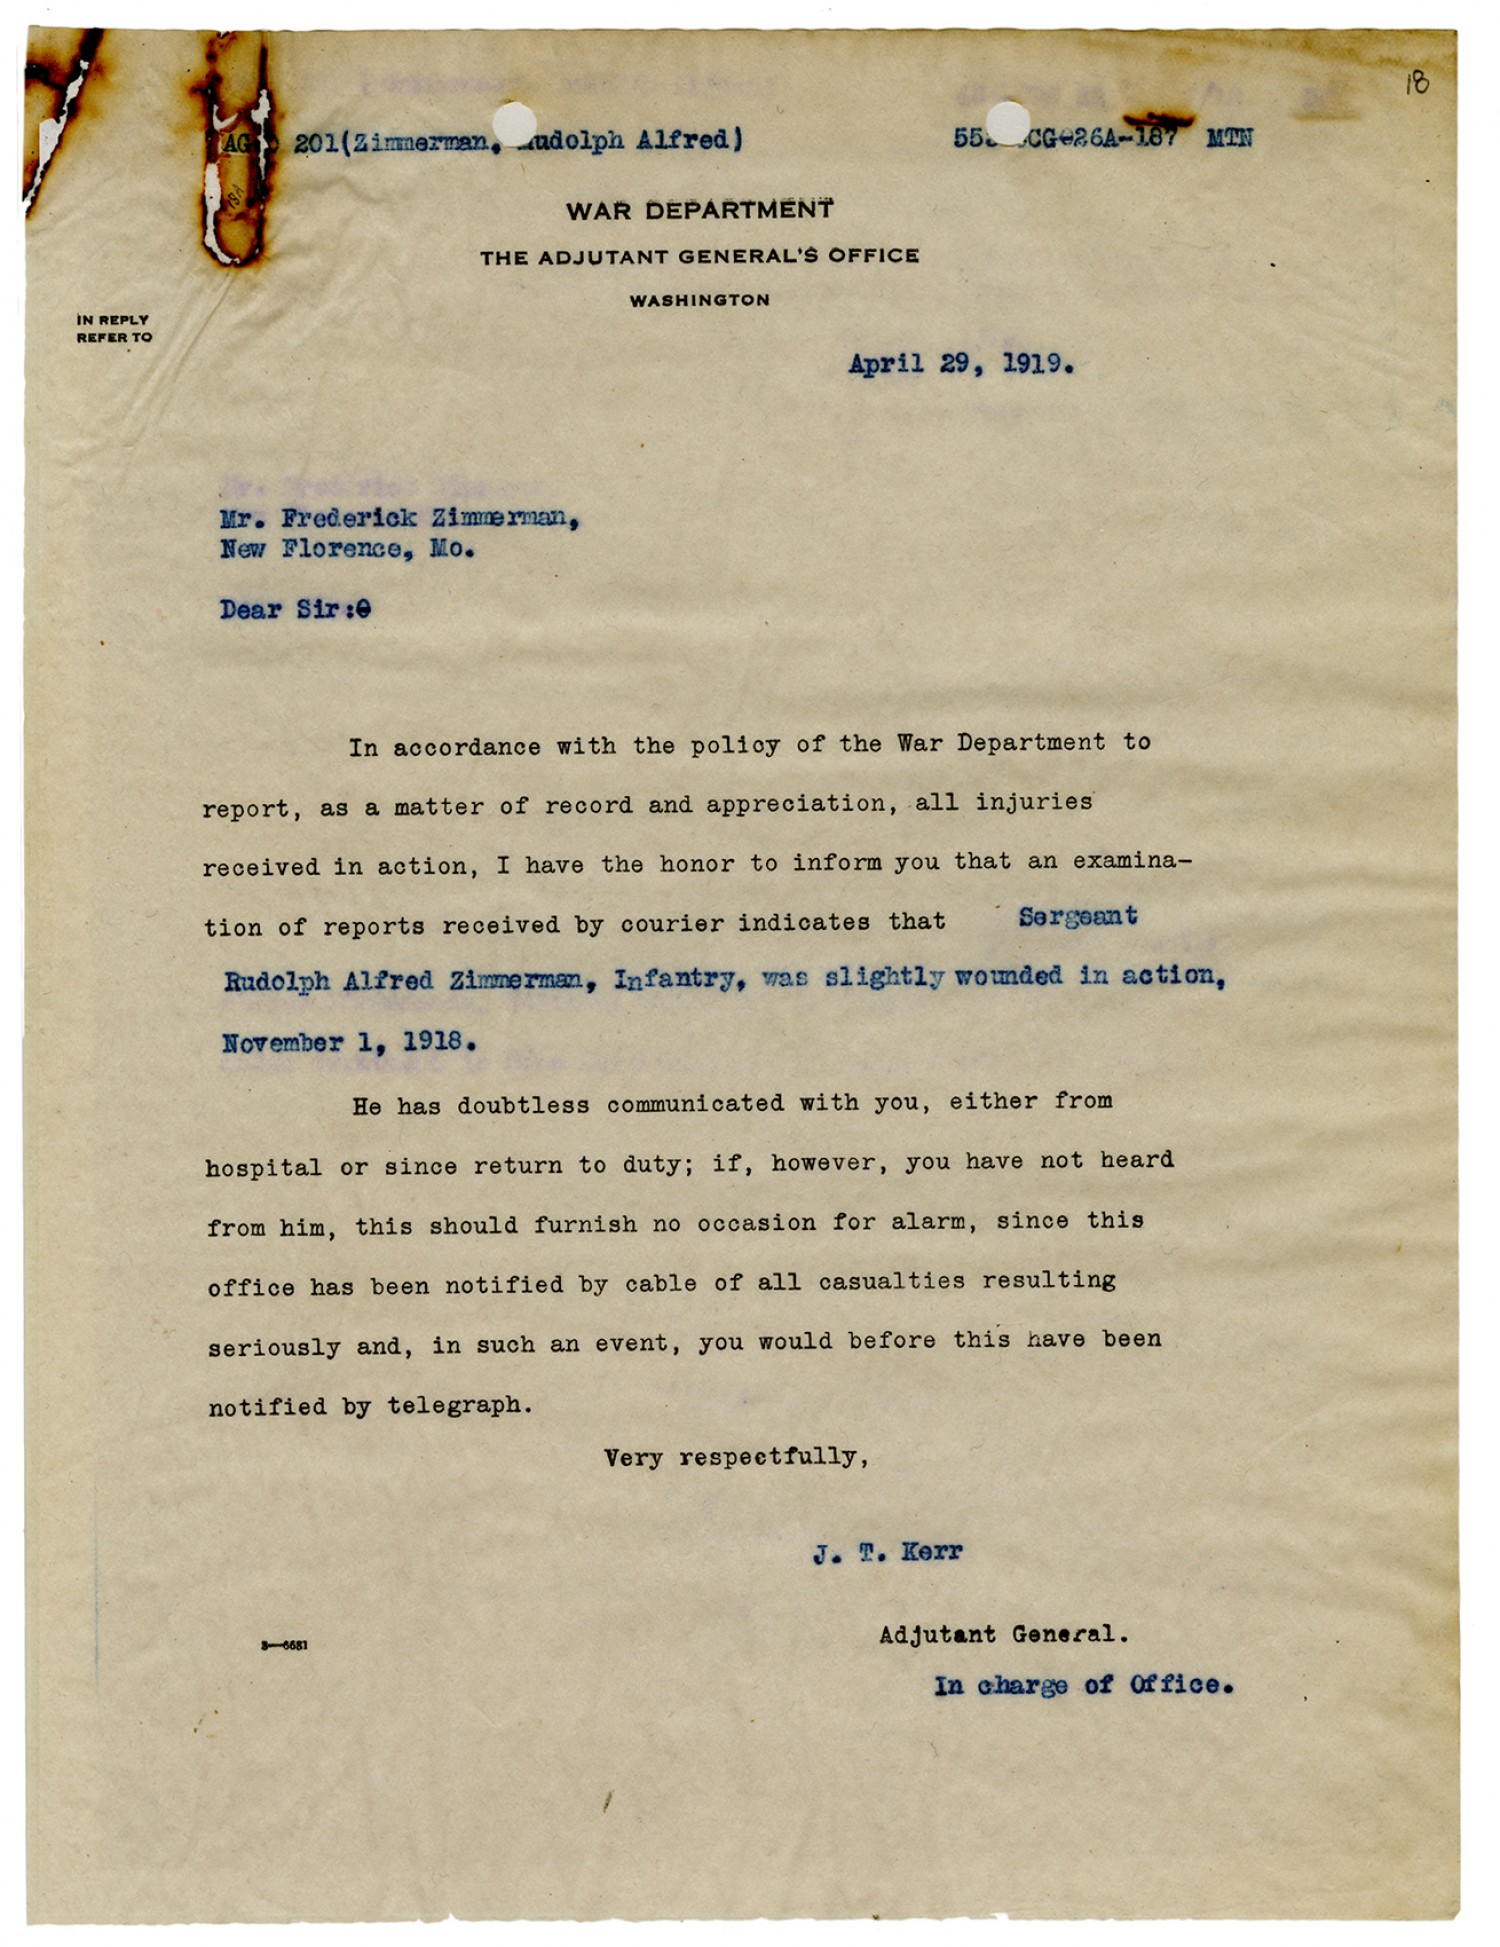 18
AG 201(Zimmerman, Rudolph Alfred) CG-26A-187 MTN
WAR DEPARTMENT
THE ADJUTANT GENERAL'S OFFICE
WASHINGTON
IN REPLY
REFER TO
April 29, 1919.
Mr. Frederick Zimmerman,
New Florence, Mo.
Dear Sir:
In accordance with the policy of the War Department to
report, as a matter of record and appreciation, all injuries
received in action, I have the honor to inform you that an examina-
tion of reports received by courier indicates that Sergeant
Rudolph Alfred Zimmerman, Infantry, was slightly wounded in action,
November 1, 1918.
He has doubtless communicated with you, either from
hospital or since return to duty; if, however, you have not heard
from him, this should furnish no occasion for alarm, since this
office has been notified by cable of all casualties resulting
seriously and, in such an event, you would before this have been
notified by telegraph.
Very respectfully,
J. T. Kerr
3—6681
Adjutant General.
In charge of Office.